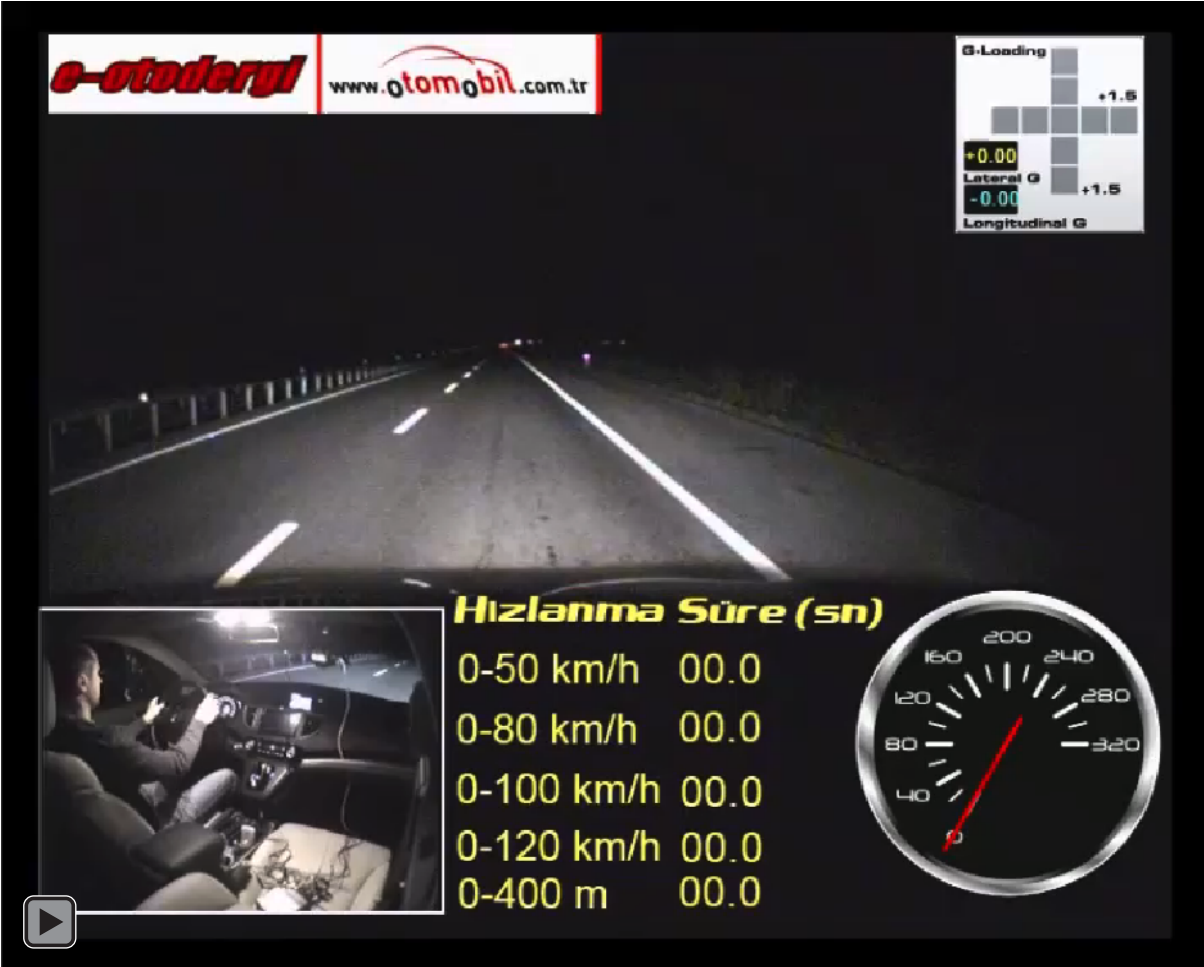 e-otodergi
www.otomobil.com.tr
G-Loading
+1.5
+0.00
Lateral G
-0.00
+1.5
Longitudinal G
Hızlanma Süre (sn)
0-50 km/h 00.0
0-80 km/h 00.0
0-100 km/h 00.0
0-120 km/h 00.0
0-400 m 00.0
200
160 240
120 280
80 320
40
0